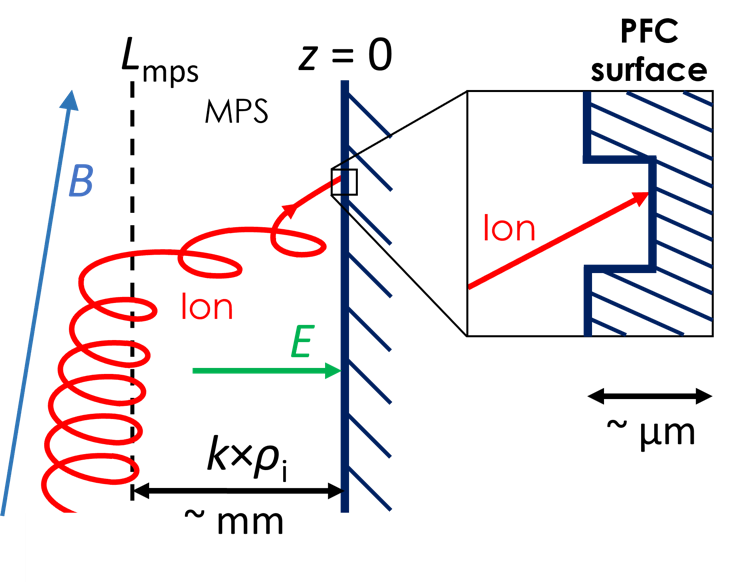 PFC
surface
L_mps
z = 0
MPS
B
Ion
Ion
E
k×ρ_i
~ mm
~ μm